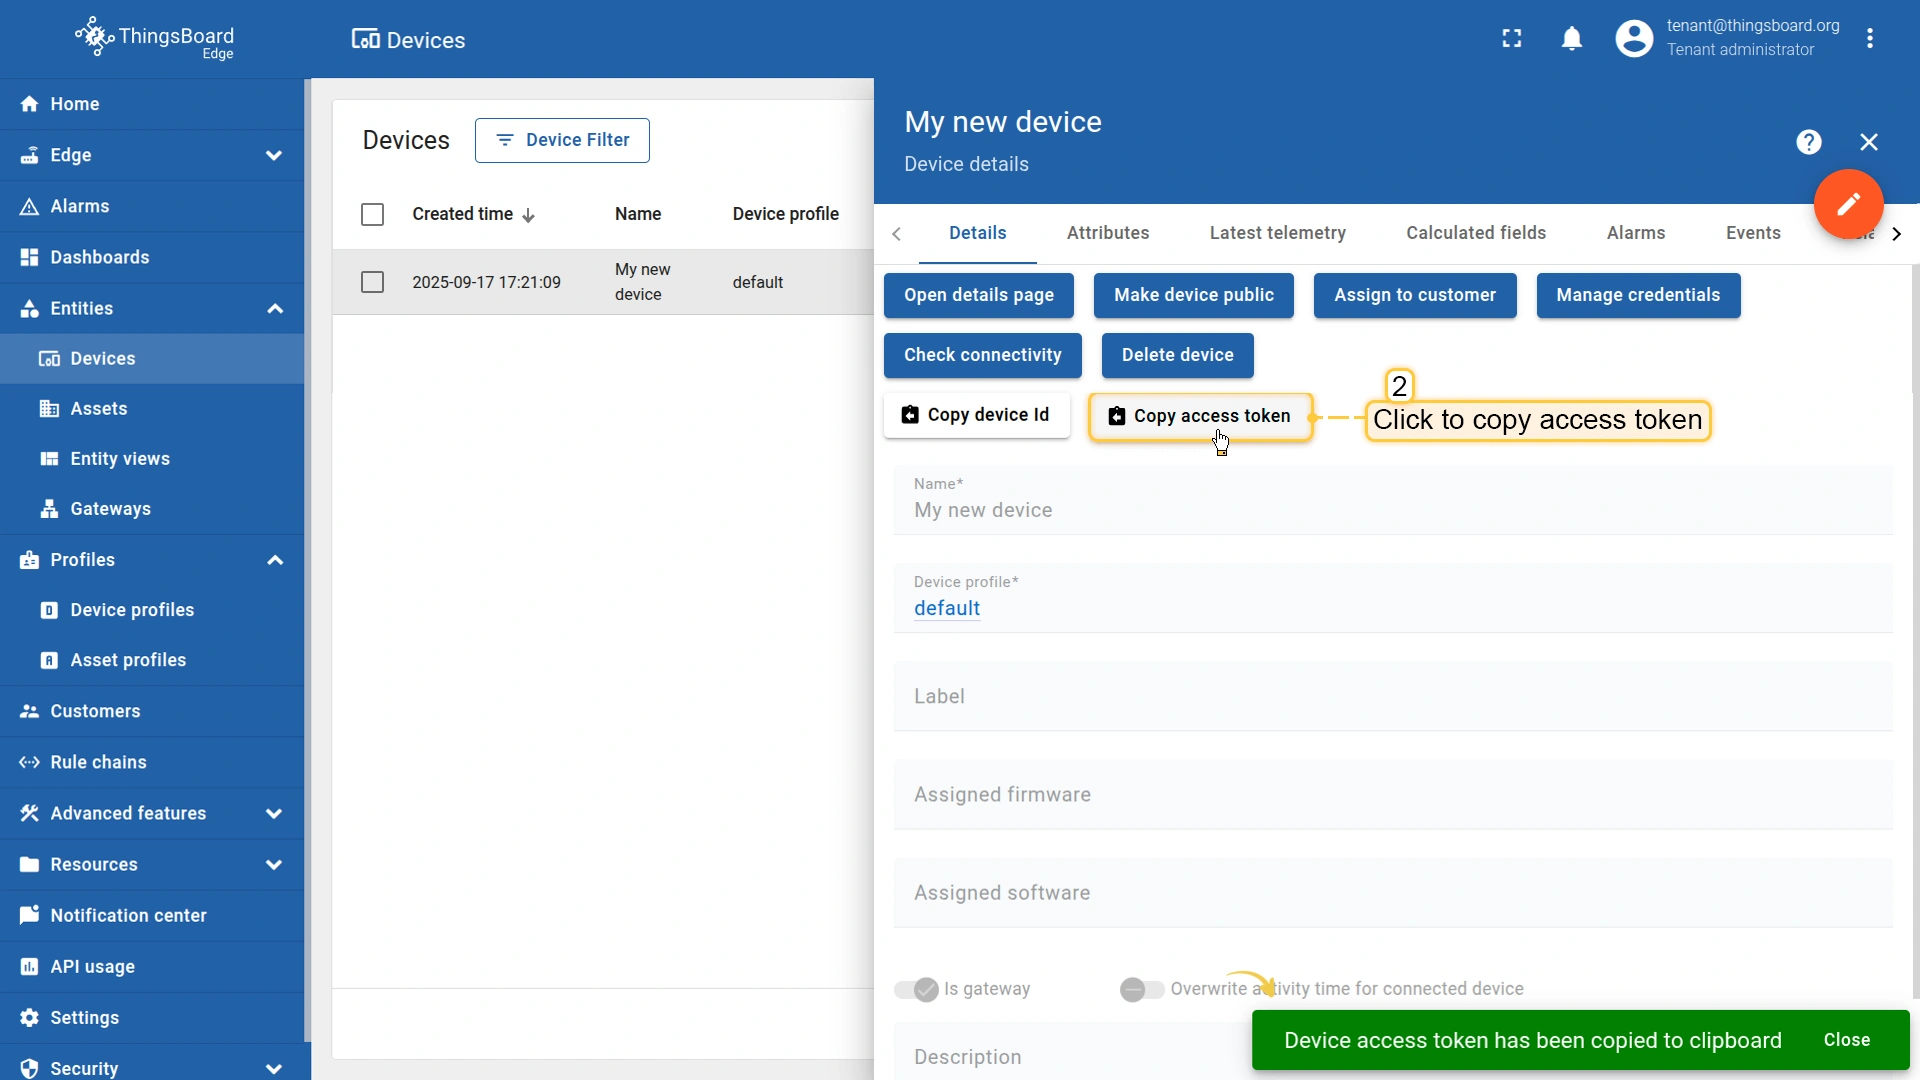 ThingsBoard
Edge
Devices
tenant@thingsboard.org
Tenant administrator
Home
Edge
Alarms
Dashboards
Entities
Devices
Assets
Entity views
Gateways
Profiles
Device profiles
Asset profiles
Customers
Rule chains
Advanced features
Resources
Notification center
API usage
Settings
Security
Devices
Device Filter
Created time
Name
Device profile
2025-09-17 17:21:09
My new
device
default
My new device
Device details
Details
Attributes
Latest telemetry
Calculated fields
Alarms
Events
Open details page
Make device public
Assign to customer
Manage credentials
Check connectivity
Delete device
Copy device Id
Copy access token
2
Click to copy access token
Name*
My new device
Device profile*
default
Label
Assigned firmware
Assigned software
Is gateway
Overwrite activity time for connected device
Description
Device access token has been copied to clipboard
Close